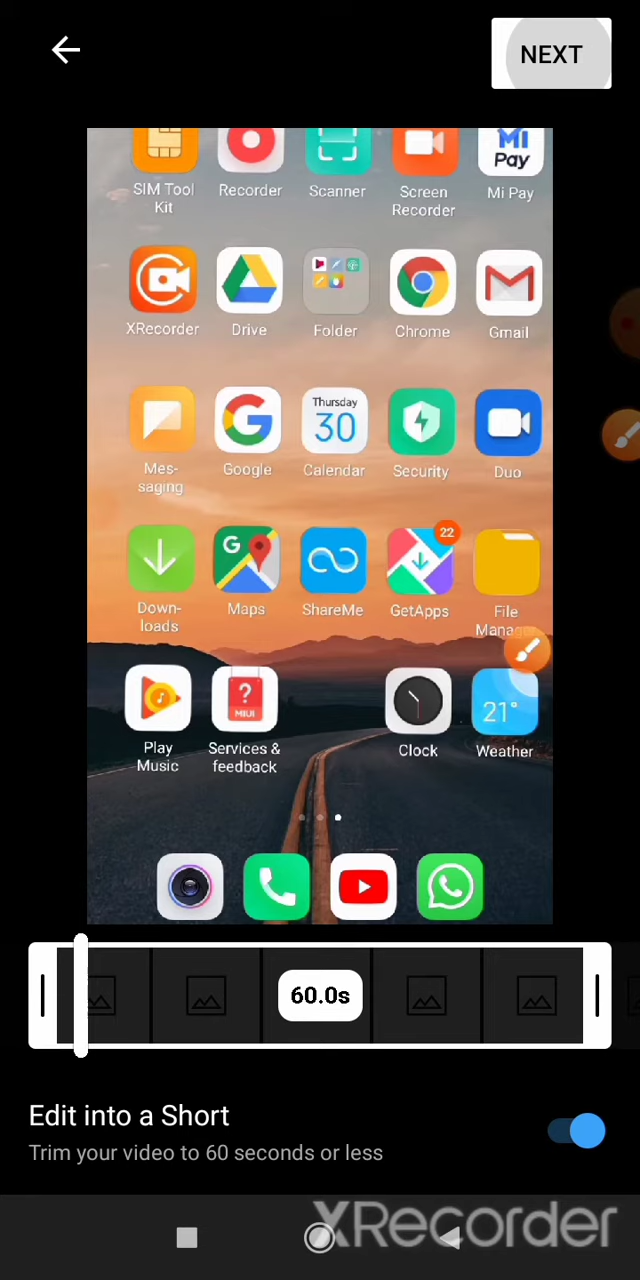 NEXT
SIM Tool
Kit
Recorder
Scanner
Screen
Recorder
Mi
Pay
Mi Pay
XRecorder
Drive
Folder
Chrome
Gmail
Mes-
saging
Google
Thursday
30
Calendar
Security
Duo
Down-
loads
G
Maps
ShareMe
22
GetApps
File
Play
Music
?
MIUI
Services &
feedback
Clock
21°
Weather
60.0s
Edit into a Short
Trim your video to 60 seconds or less
XRecorder